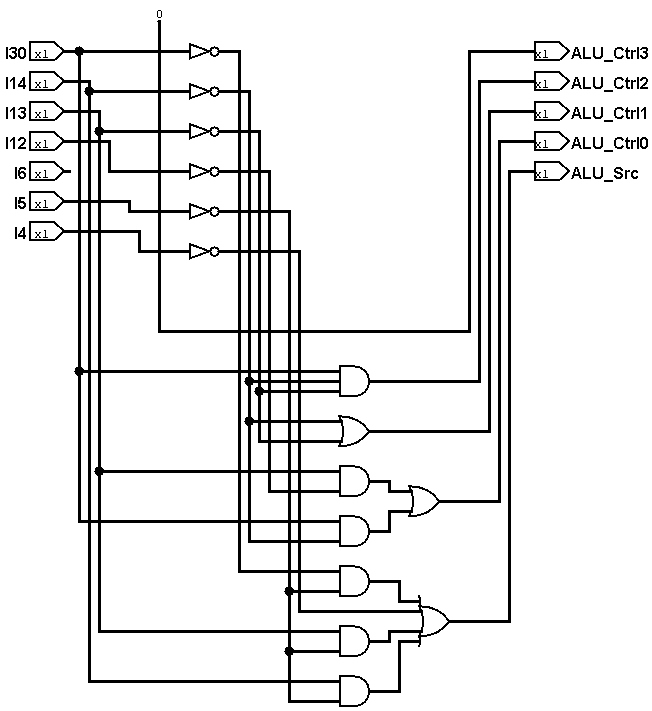 0
I30 x1 x1 ALU_Ctrl3
I14 x1 x1 ALU_Ctrl2
I13 x1 x1 ALU_Ctrl1
I12 x1 x1 ALU_Ctrl0
I6 x1 x1 ALU_Src
I5 x1
I4 x1